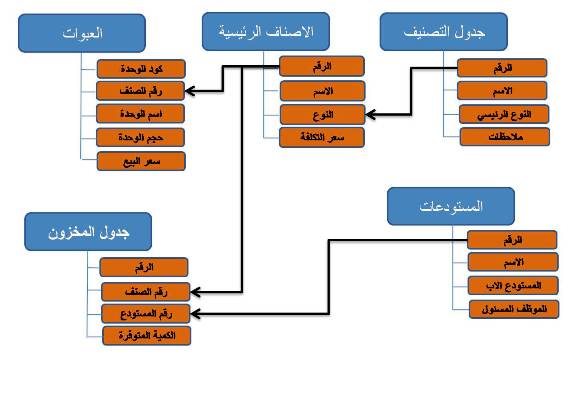 جدول التصنيف
الرقم
الاسم
النوع الرئيسي
ملاحظات
الاصناف الرئيسية
الرقم
الاسم
النوع
سعر التكلفة
العبوات
كود الوحدة
رقم الصنف
اسم الوحدة
حجم الوحدة
سعر البيع
المستودعات
الرقم
الاسم
المستودع الاب
الموظف المسئول
جدول المخزون
الرقم
رقم الصنف
رقم المستودع
الكمية المتوفرة